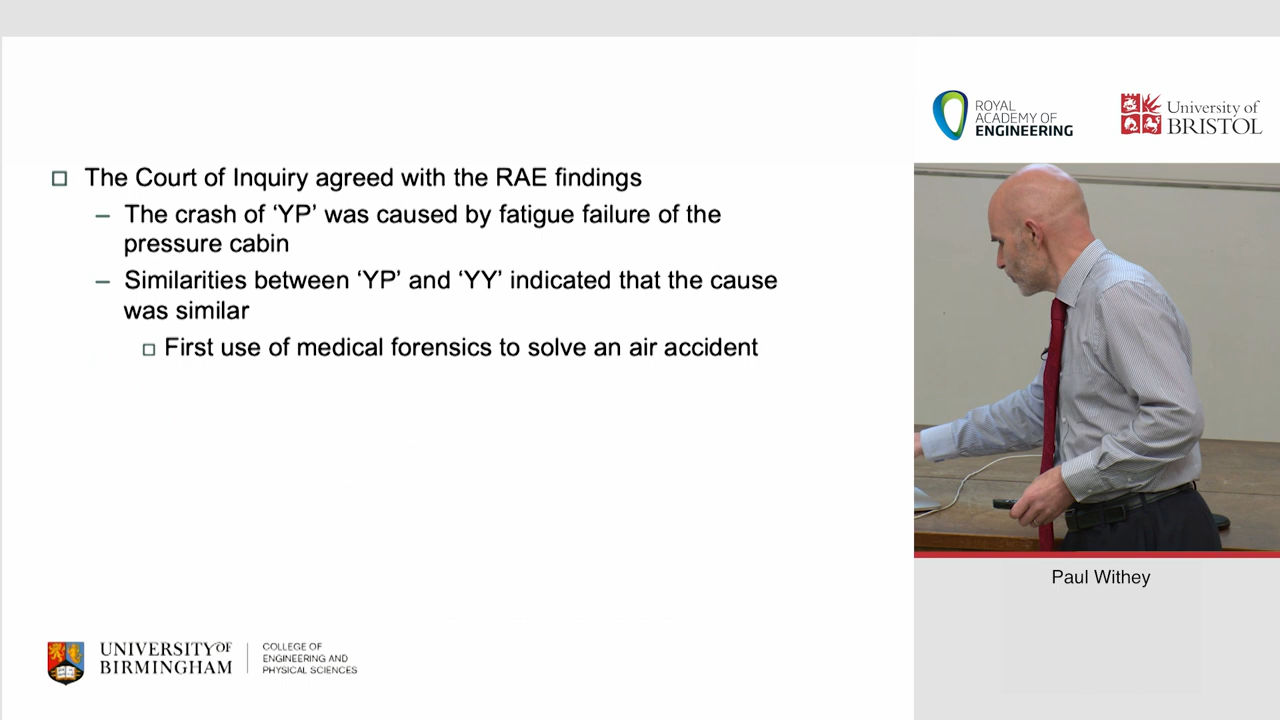 The Court of Inquiry agreed with the RAE findings
– The crash of ‘YP’ was caused by fatigue failure of the
pressure cabin
– Similarities between ‘YP’ and ‘YY’ indicated that the cause
was similar
First use of medical forensics to solve an air accident
UNIVERSITY OF
BIRMINGHAM
COLLEGE OF
ENGINEERING AND
PHYSICAL SCIENCES
ROYAL
ACADEMY OF
ENGINEERING
University of
BRISTOL
Paul Withey